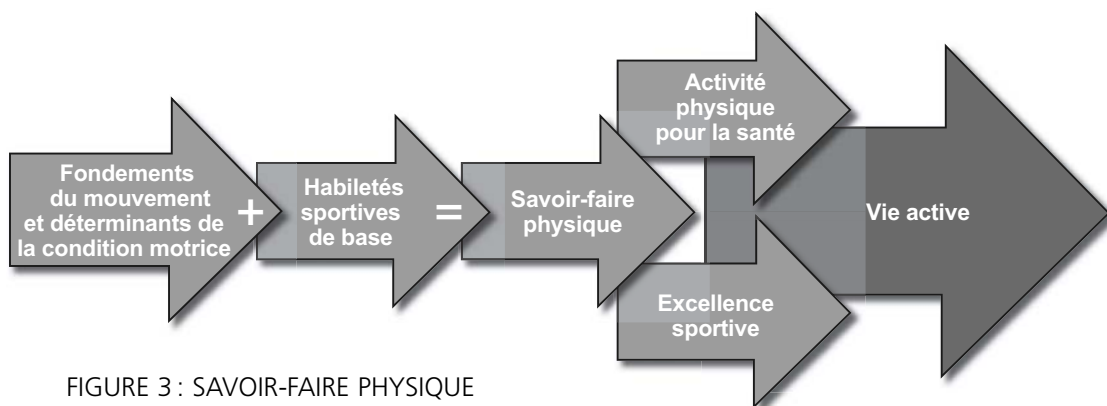 Fondements
du mouvement
et déterminants de
la condition motrice
+
Habiletés
sportives
de base
=
Savoir-faire
physique
Activité
physique
pour la santé
Excellence
sportive
Vie active
FIGURE 3 : SAVOIR-FAIRE PHYSIQUE